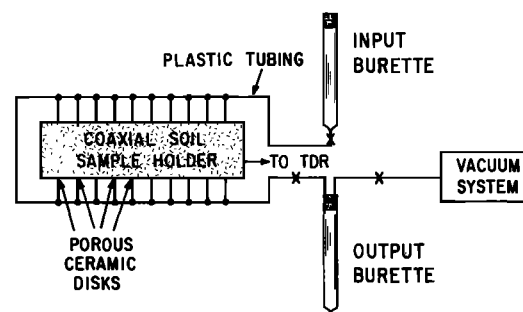 INPUT
BURETTE
PLASTIC TUBING
COAXIAL SOIL
SAMPLE HOLDER
TO TDR
VACUUM
SYSTEM
POROUS
CERAMIC
DISKS
OUTPUT
BURETTE